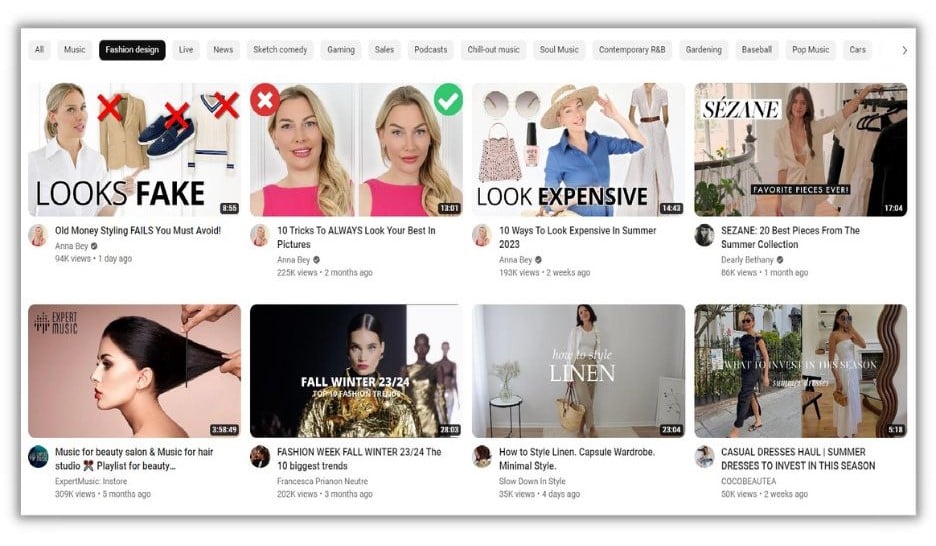 All Music Fashion design Live News Sketch comedy Gaming Sales Podcasts Chill-out music Soul Music Contemporary R&B Gardening Baseball Pop Music Cars
LOOKS FAKE
8:55
Old Money Styling FAILS You Must Avoid!
Anna Bey
94K views • 1 day ago
13:01
10 Tricks To ALWAYS Look Your Best In
Pictures
Anna Bey
225K views • 2 months ago
LOOK EXPENSIVE
14:43
10 Ways To Look Expensive In Summer
2023
Anna Bey
193K views • 2 weeks ago
SÉZANE
FAVORITE PIECES EVER!
17:04
SEZANE: 20 Best Pieces From The
Summer Collection
Dearly Bethany
86K views • 1 month ago
EXPERT
MUSIC
3:58:49
Music for beauty salon & Music for hair
studio Playlist for beauty...
ExpertMusic: Instore
309K views • 5 months ago
FALL WINTER 23/24
TOP 10 FASHION TRENDS
28:03
FASHION WEEK FALL WINTER 23/24 The
10 biggest trends
Francesca Prianon Neutre
202K views • 3 months ago
how to style
LINEN
23:04
How to Style Linen. Capsule Wardrobe.
Minimal Style.
Slow Down In Style
35K views • 4 days ago
WHAT TO INVEST IN THIS SEASON
summer dresses
5:18
CASUAL DRESSES HAUL | SUMMER
DRESSES TO INVEST IN THIS SEASON
COCOBEAUTEA
50K views • 2 weeks ago